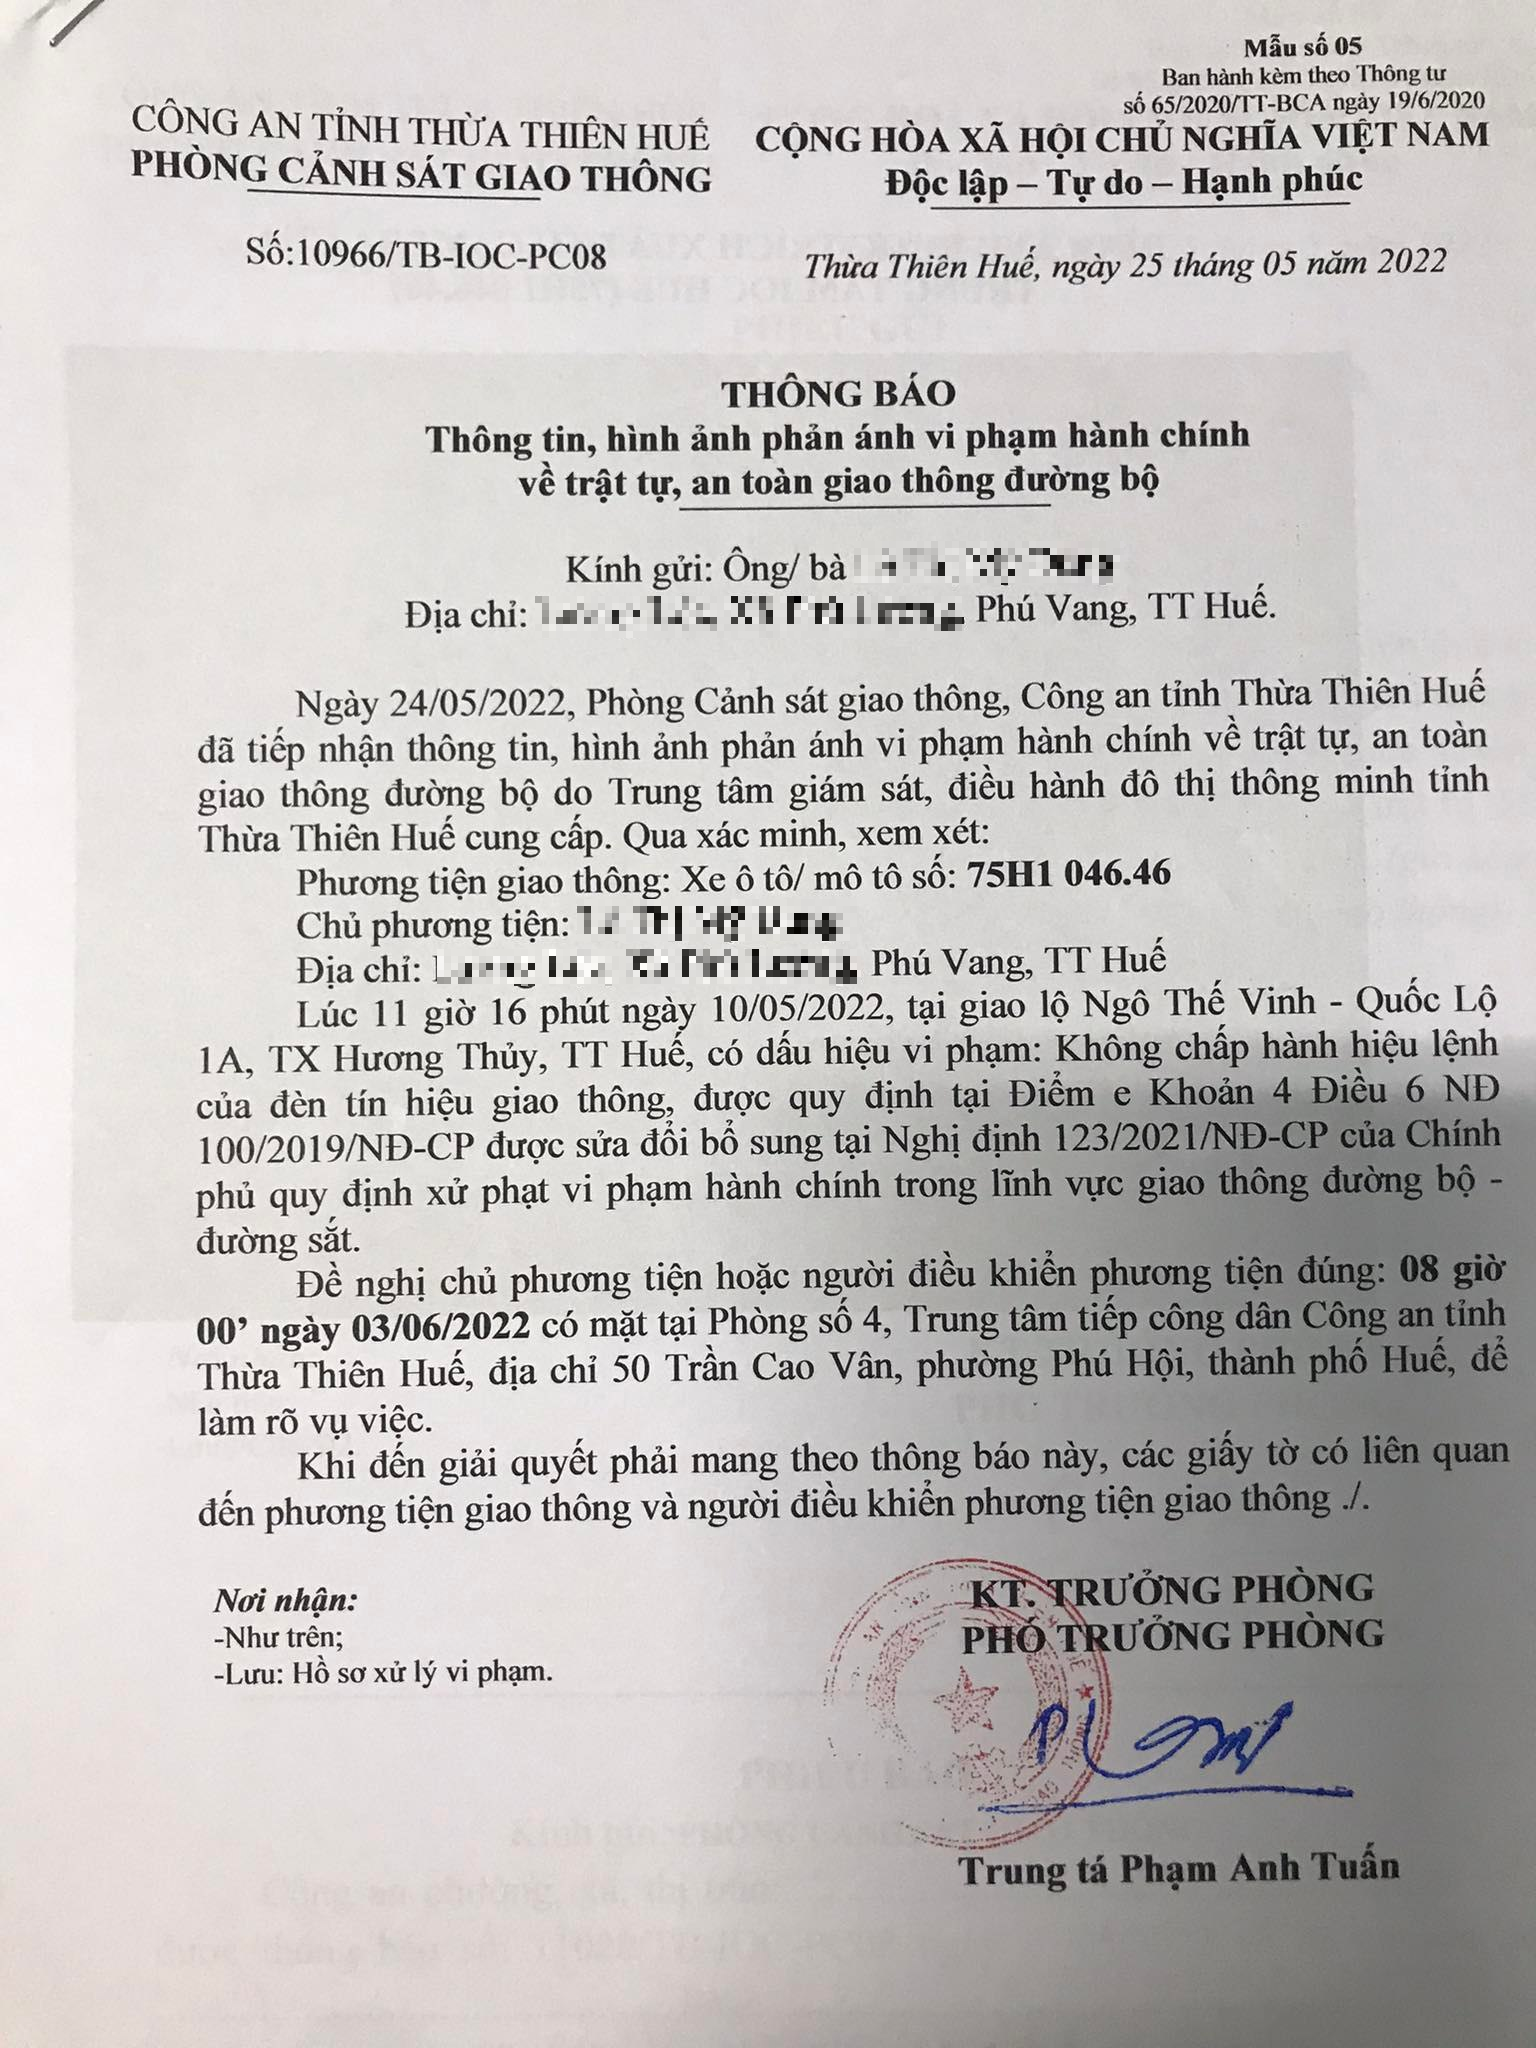 Mẫu số 05
Ban hành kèm theo Thông tư
số 65/2020/TT-BCA ngày 19/6/2020
CÔNG AN TỈNH THỪA THIÊN HUẾ
PHÒNG CẢNH SÁT GIAO THÔNG
CỘNG HÒA XÃ HỘI CHỦ NGHĨA VIỆT NAM
Độc lập – Tự do – Hạnh phúc
Số:10966/TB-IOC-PC08
Thừa Thiên Huế, ngày 25 tháng 05 năm 2022
THÔNG BÁO
Thông tin, hình ảnh phản ánh vi phạm hành chính
về trật tự, an toàn giao thông đường bộ
Kính gửi: Ông/ bà
Địa chỉ: Phú Vang, TT Huế.
Ngày 24/05/2022, Phòng Cảnh sát giao thông, Công an tỉnh Thừa Thiên Huế
đã tiếp nhận thông tin, hình ảnh phản ánh vi phạm hành chính về trật tự, an toàn
giao thông đường bộ do Trung tâm giám sát, điều hành đô thị thông minh tỉnh
Thừa Thiên Huế cung cấp. Qua xác minh, xem xét:
Phương tiện giao thông: Xe ô tô/ mô tô số: 75H1 046.46
Chủ phương tiện:
Địa chỉ: Phú Vang, TT Huế
Lúc 11 giờ 16 phút ngày 10/05/2022, tại giao lộ Ngô Thế Vinh - Quốc Lộ
1A, TX Hương Thủy, TT Huế, có dấu hiệu vi phạm: Không chấp hành hiệu lệnh
của đèn tín hiệu giao thông, được quy định tại Điểm e Khoản 4 Điều 6 NĐ
100/2019/NĐ-CP được sửa đổi bổ sung tại Nghị định 123/2021/NĐ-CP của Chính
phủ quy định xử phạt vi phạm hành chính trong lĩnh vực giao thông đường bộ -
đường sắt.
Đề nghị chủ phương tiện hoặc người điều khiển phương tiện đúng: 08 giờ
00’ ngày 03/06/2022 có mặt tại Phòng số 4, Trung tâm tiếp công dân Công an tỉnh
Thừa Thiên Huế, địa chỉ 50 Trần Cao Vân, phường Phú Hội, thành phố Huế, để
làm rõ vụ việc.
Khi đến giải quyết phải mang theo thông báo này, các giấy tờ có liên quan
đến phương tiện giao thông và người điều khiển phương tiện giao thông ./.
Nơi nhận:
-Như trên;
-Lưu: Hồ sơ xử lý vi phạm.
KT. TRƯỞNG PHÒNG
PHÓ TRƯỞNG PHÒNG
Trung tá Phạm Anh Tuấn